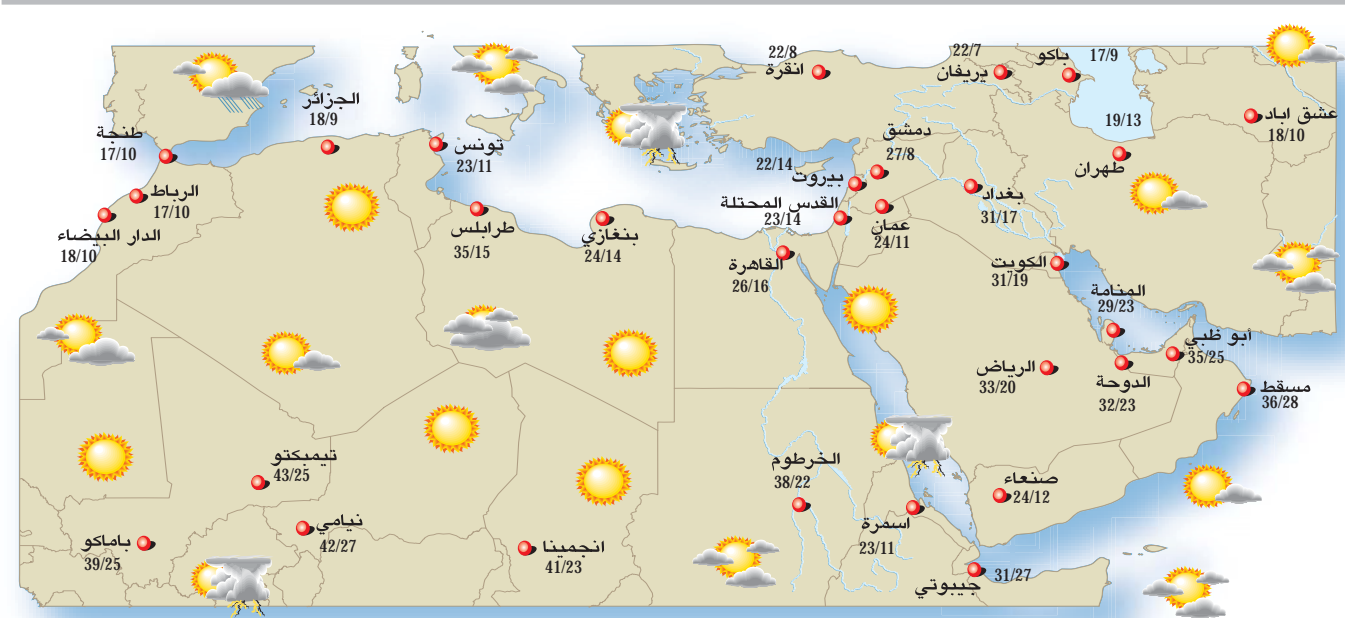 22/8
انقرة
22/7
يريفان
باكو
17/9
عشق اباد
18/10
19/13
طهران
دمشق
27/8
22/14
بيروت
بغداد
31/17
القدس المحتلة
23/14
عمان
24/11
القاهرة
26/16
الكويت
31/19
المنامة
29/23
أبو ظبي
35/25
الدوحة
32/23
مسقط
36/28
الرياض
33/20
صنعاء
24/12
الخرطوم
38/22
اسمرة
23/11
31/27
جيبوتي
الجزائر
18/9
تونس
23/11
طنجة
17/10
الرباط
17/10
الدار البيضاء
18/10
طرابلس
35/15
بنغازي
24/14
تيمبكتو
43/25
نيامي
42/27
باماكو
39/25
انجمينا
41/23